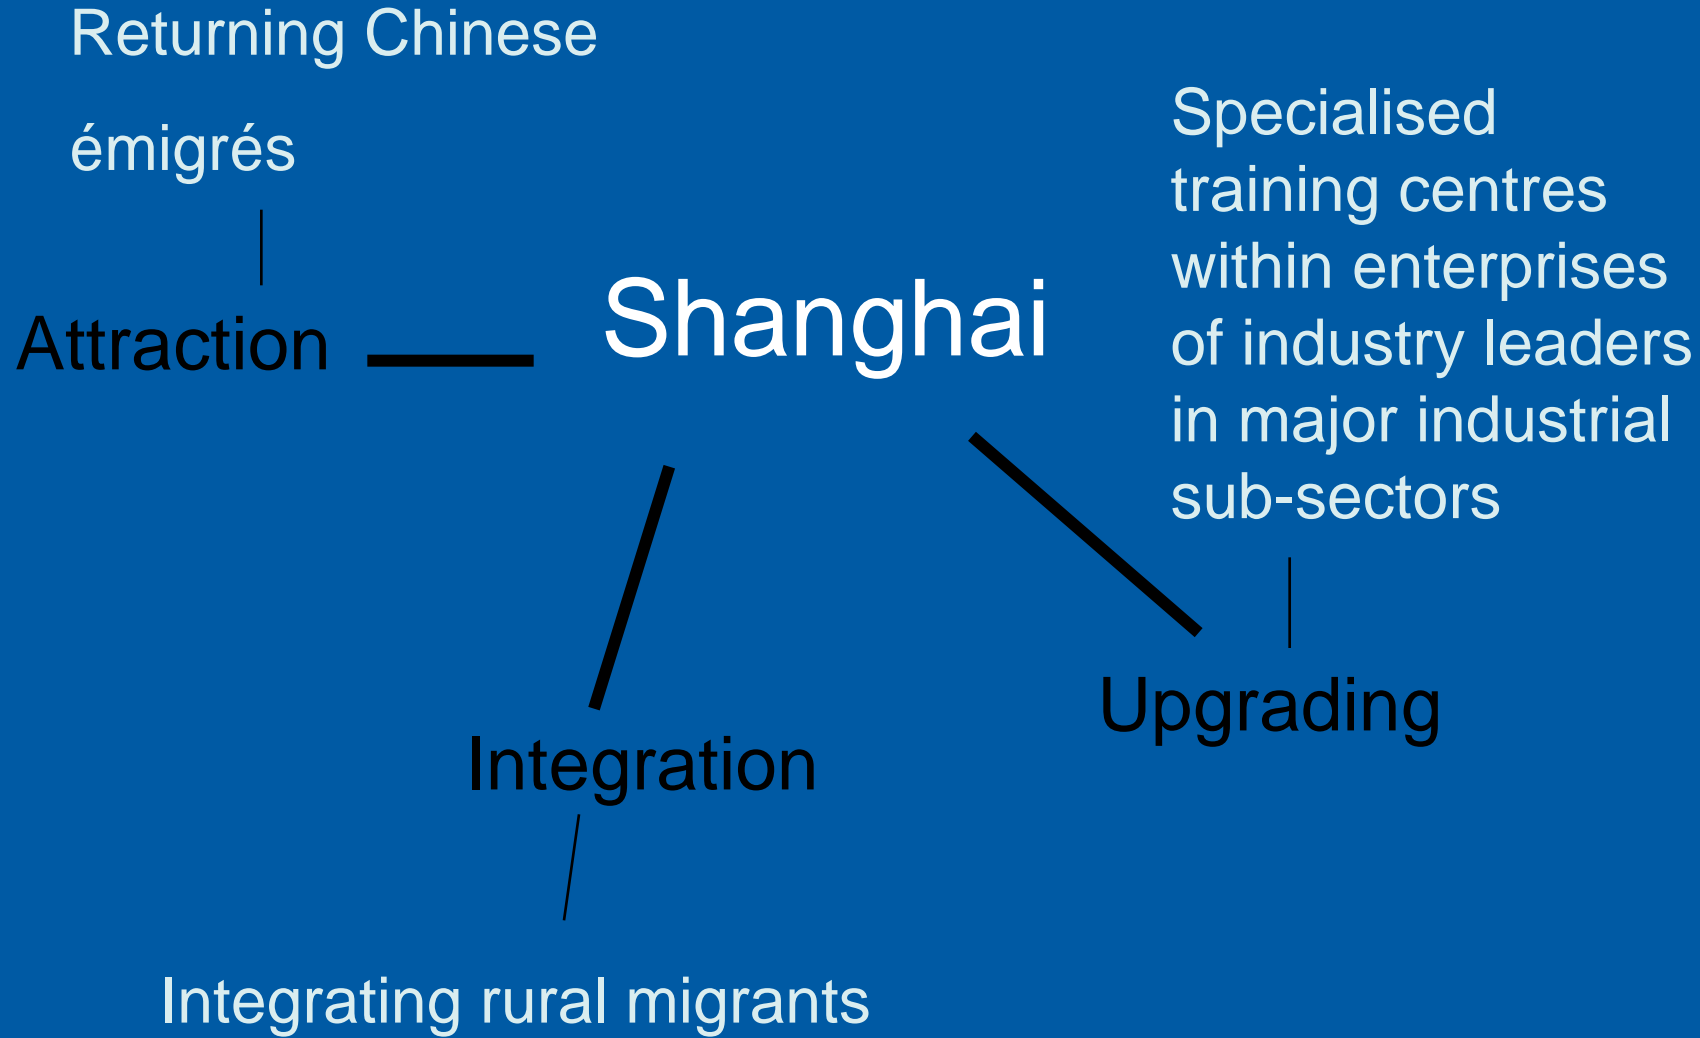 Returning Chinese
émigrés
Attraction
Shanghai
Specialised
training centres
within enterprises
of industry leaders
in major industrial
sub-sectors
Upgrading
Integration
Integrating rural migrants